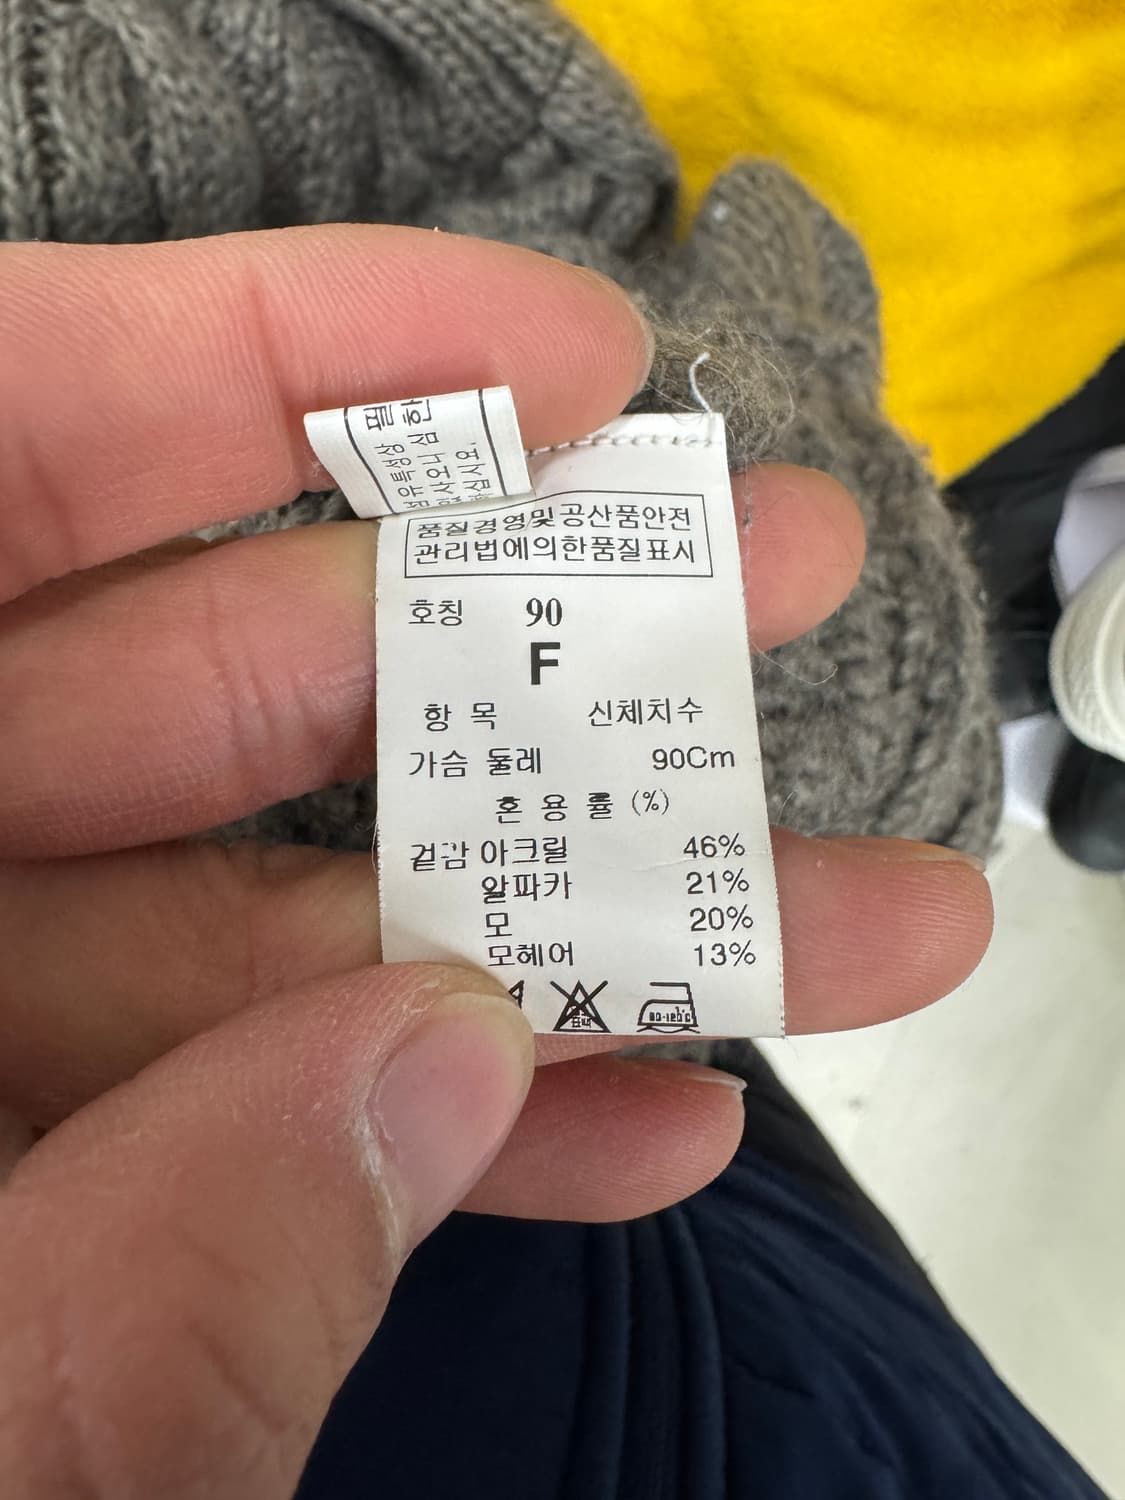 품질경영및공산품안전
관리법에의한품질표시
호칭 90
F
항 목 신체치수
가슴 둘레 90Cm
혼 용 률 (%)
겉감 아크릴 46%
알파카 21%
모 20%
모헤어 13%
표백